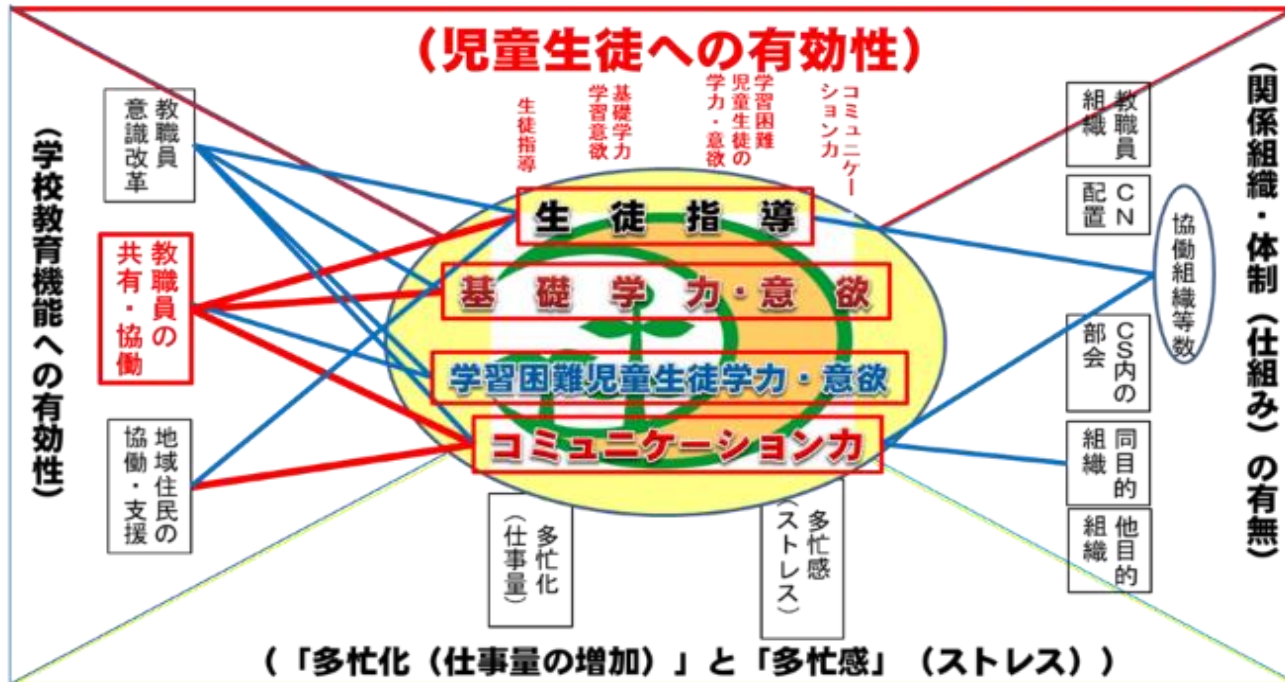 （児童生徒への有効性）
生徒指導
基礎学力
学習意欲
学習困難
児童生徒の
学力・意欲
コミュニケー
ション力
（学校教育機能への有効性）
教職員
意識改革
教職員の
共有・協働
地域住民の
協働・支援
生徒指導
基礎学力・意欲
学習困難児童生徒学力・意欲
コミュニケーション力
（関係組織・体制（仕組み）の有無）
教職員
組織
CN
配置
協働組織等数
CS内の
部会
同目的
組織
他目的
組織
多忙化
（仕事量）
多忙感
（ストレス）
（「多忙化（仕事量の増加）」と「多忙感」（ストレス））